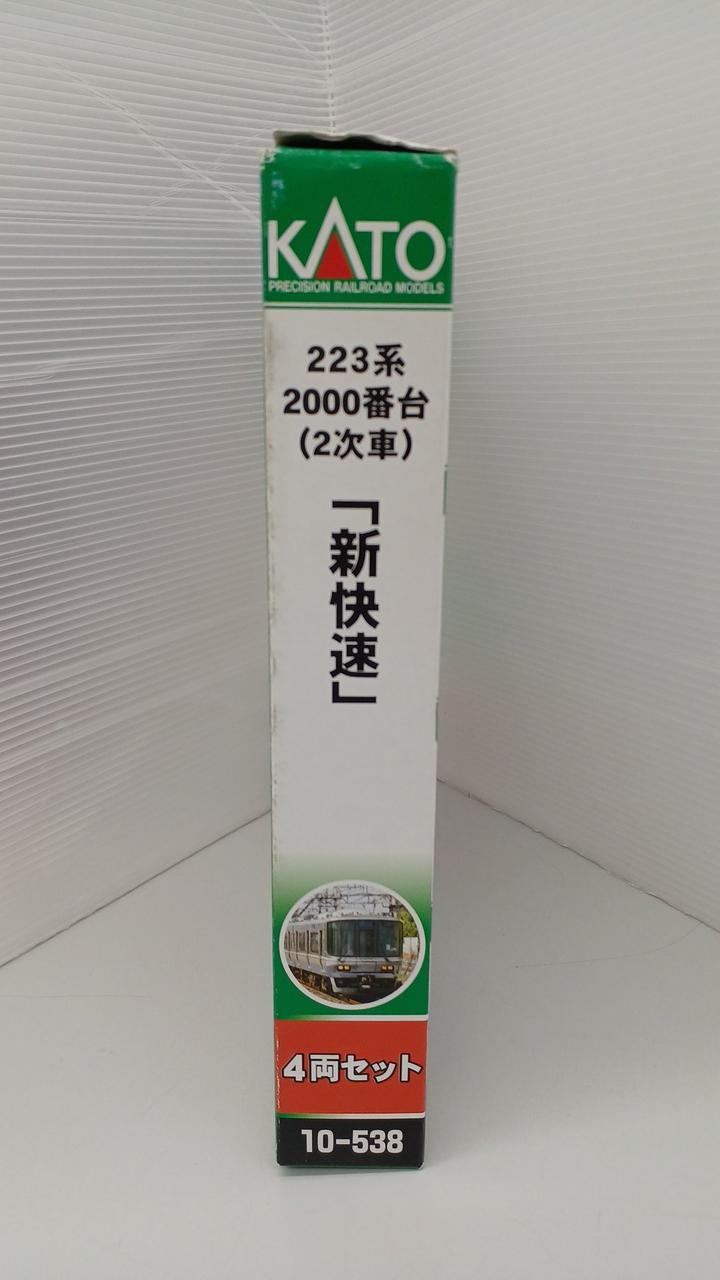 KATO
PRECISION RAILROAD MODELS
223系
2000番台
(2次車)
「新快速」
4両セット
10-538